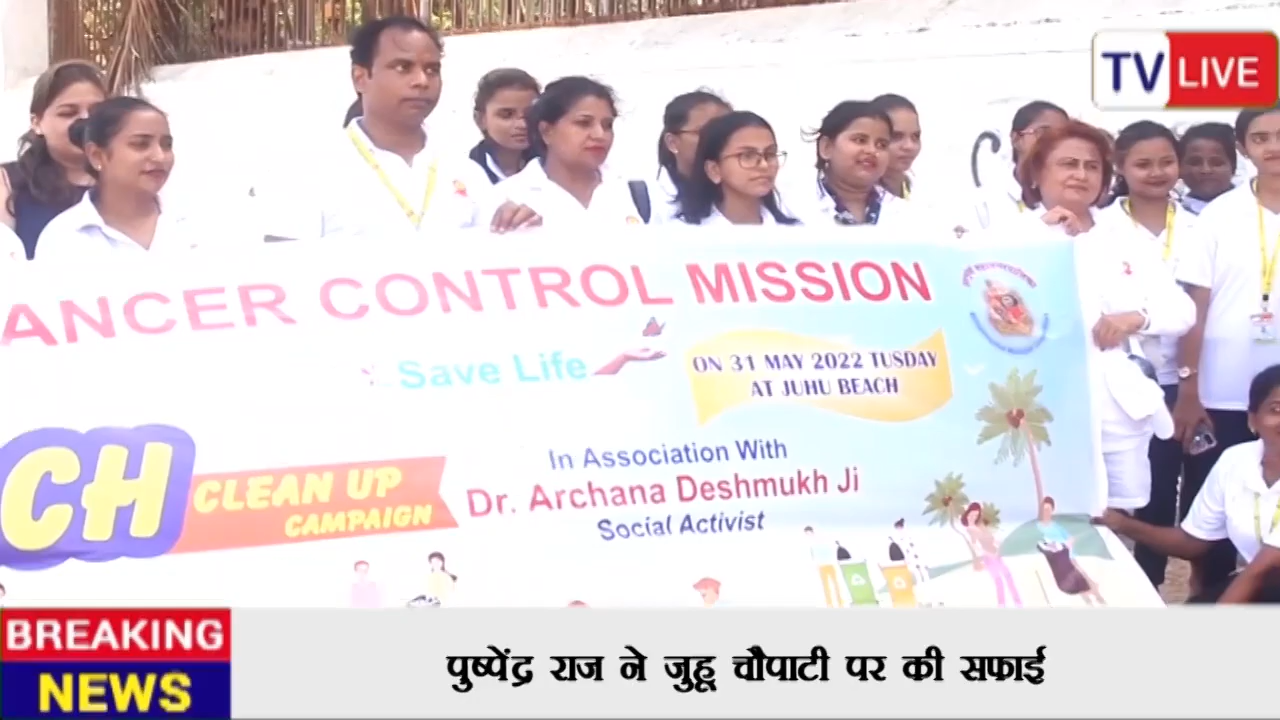 TV LIVE
ANCER CONTROL MISSION
Save Life
ON 31 MAY 2022 TUSDAY
AT JUHU BEACH
CH
CLEAN UP
CAMPAIGN
In Association With
Dr. Archana Deshmukh Ji
Social Activist
BREAKING
NEWS
पुष्पेंद्र राज ने जुहू चौपाटी पर की सफाई